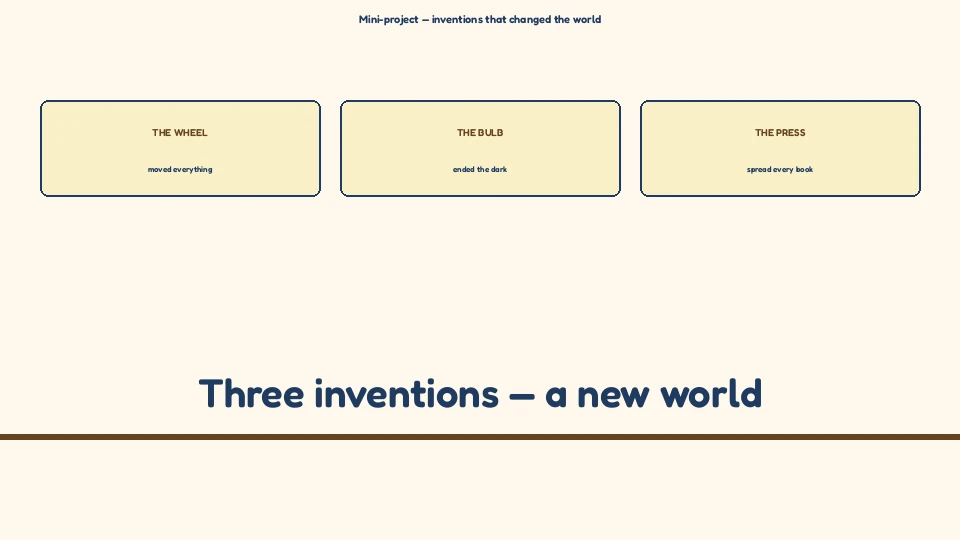 Mini-project — inventions that changed the world
THE WHEEL
moved everything
THE BULB
ended the dark
THE PRESS
spread every book
Three inventions — a new world